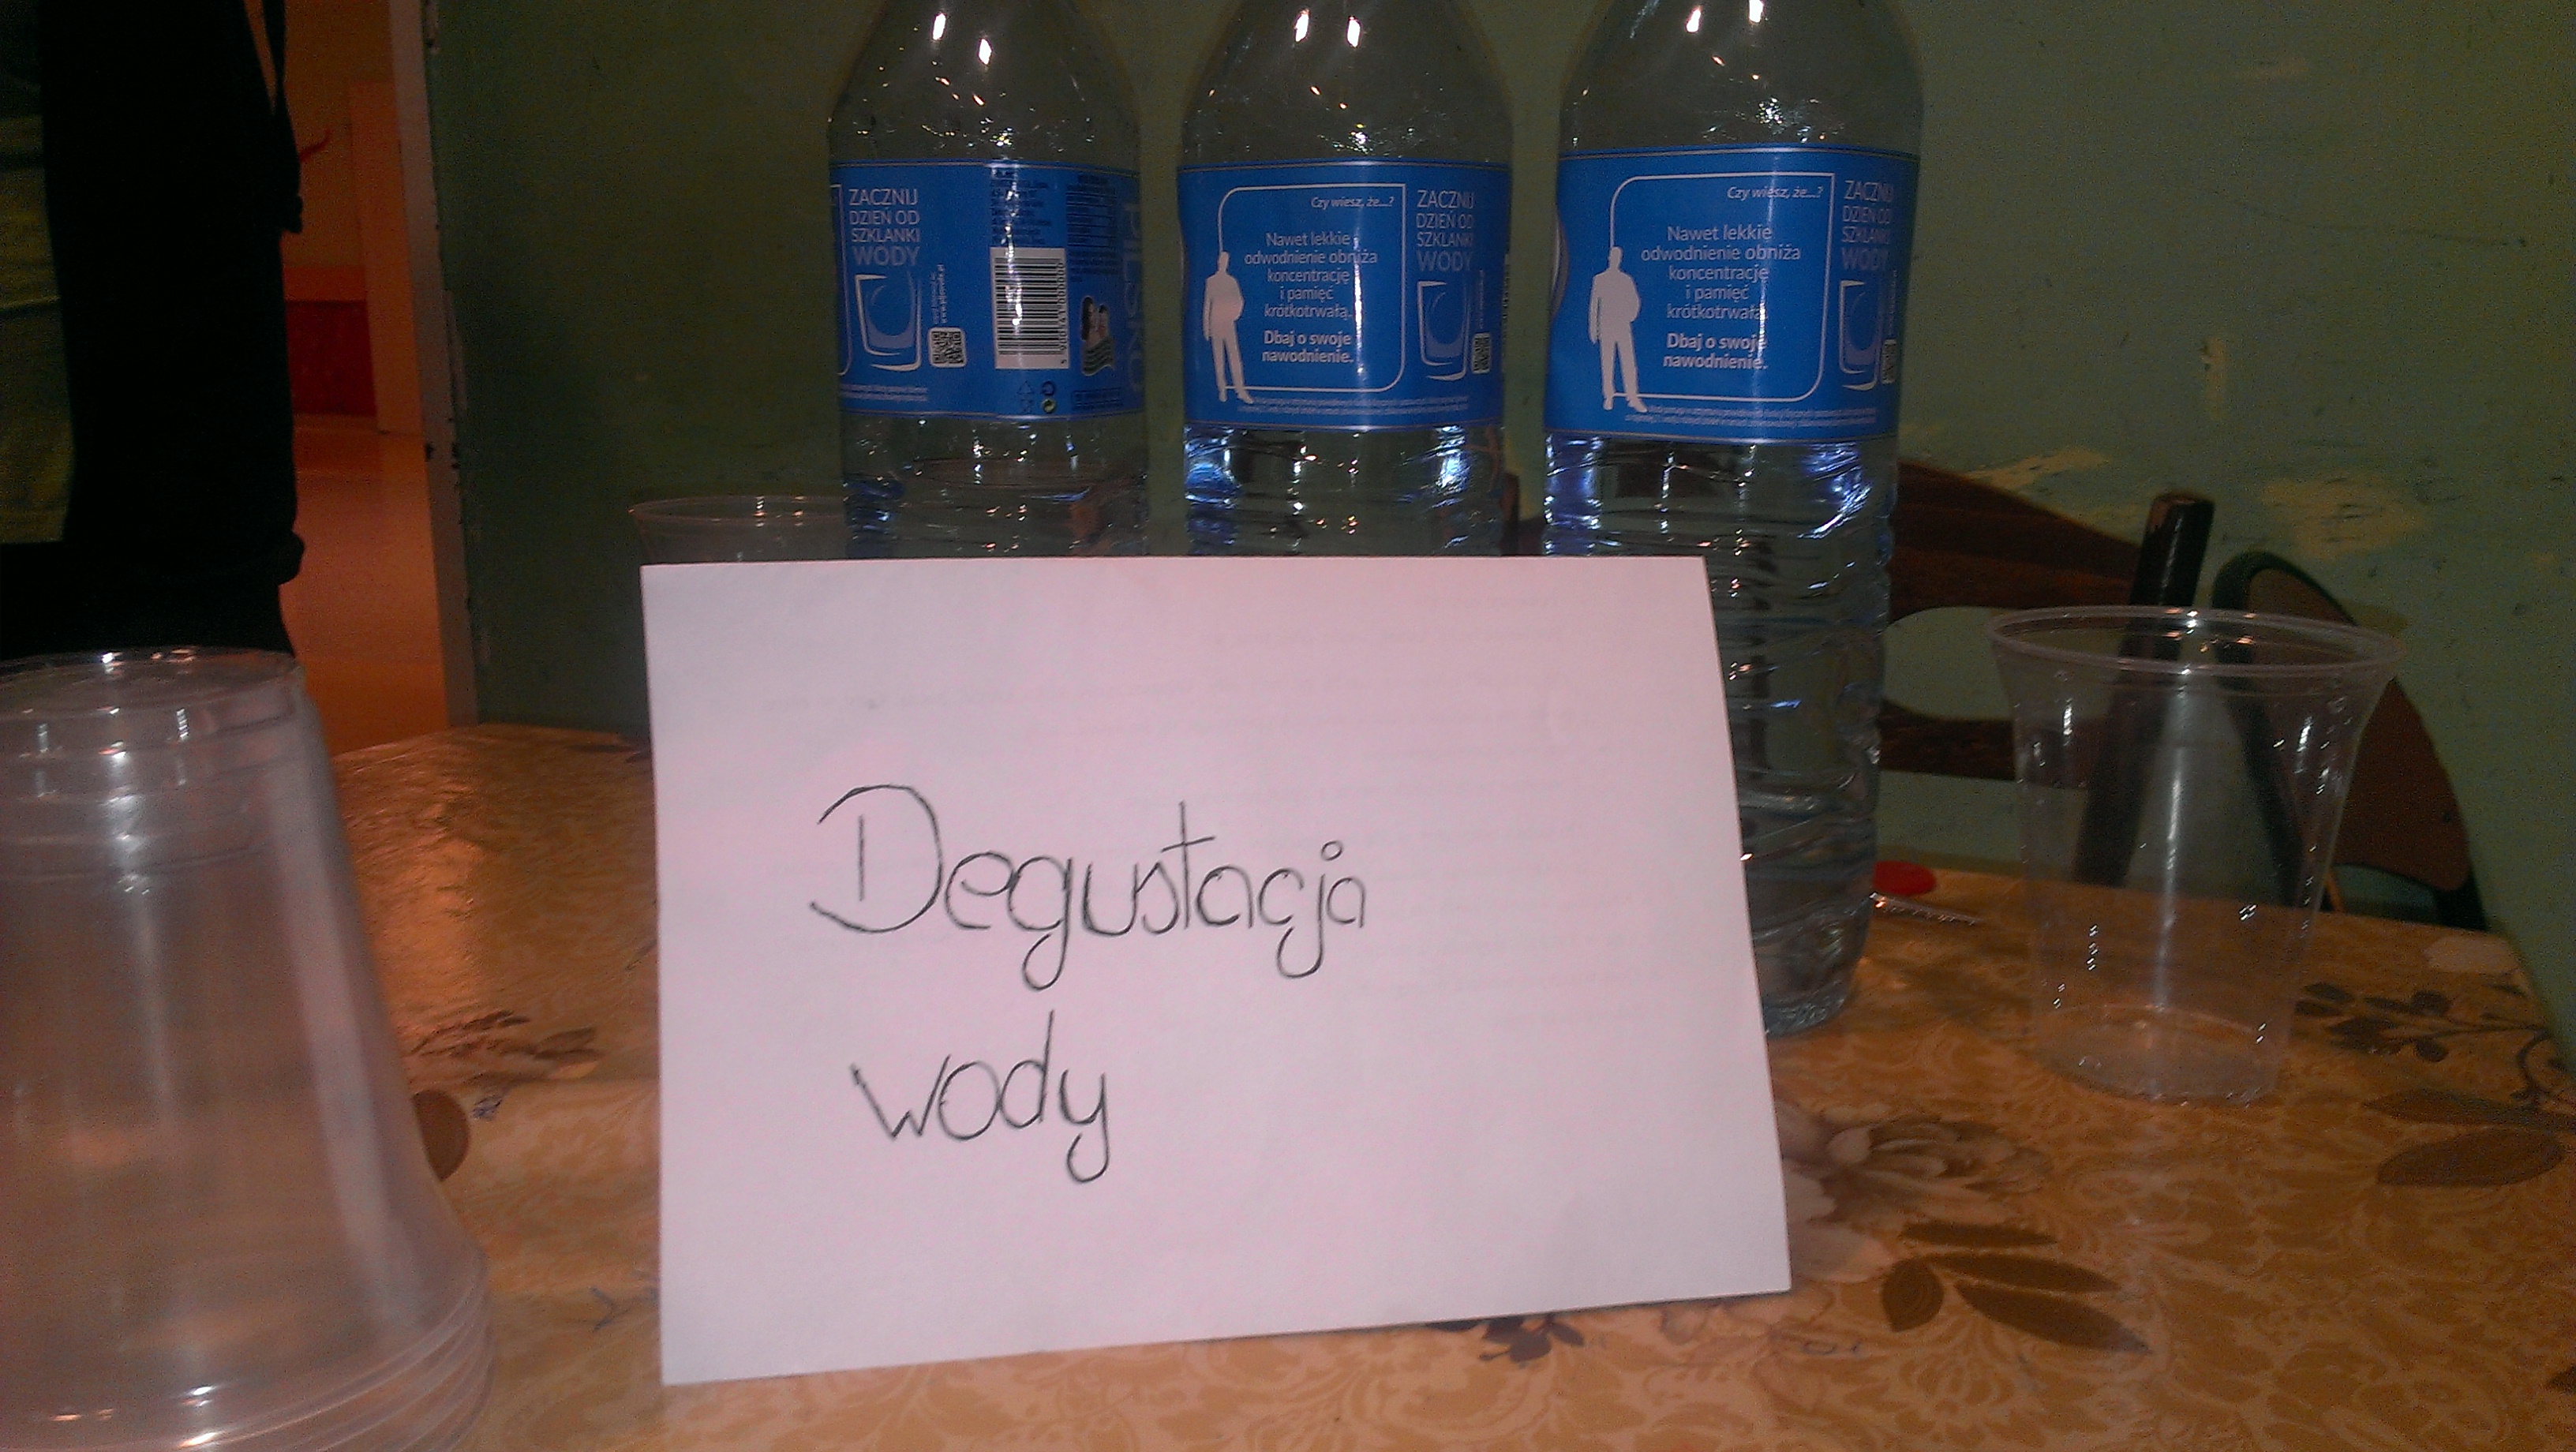 ZACZNIJ
DZIEŃ OD
SZKLANKI
WODY
Czy wiesz, że...?
Nawet lekkie
odwodnienie obniża
koncentrację
i pamięć
krótkotrwałą.
Dbaj o swoje
nawodnienie.
ZACZNIJ
DZIEŃ OD
SZKLANKI
WODY
Czy wiesz, że...?
Nawet lekkie
odwodnienie obniża
koncentrację
i pamięć
krótkotrwałą.
Dbaj o swoje
nawodnienie.
ZACZNIJ
DZIEŃ OD
SZKLANKI
WODY
Degustacja
wody